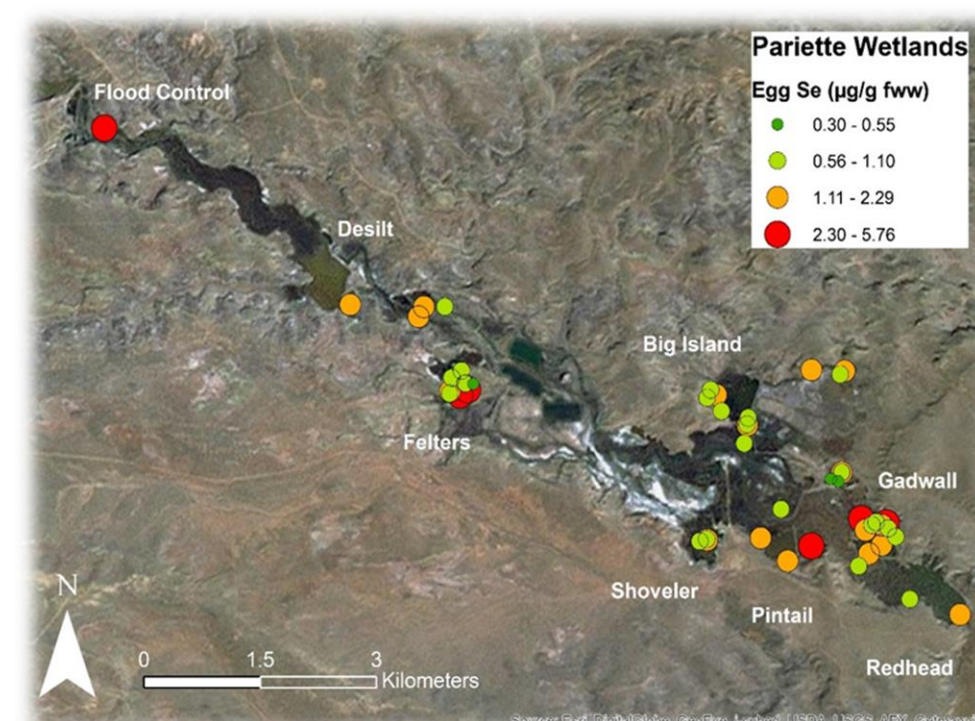 Pariette Wetlands
Egg Se (µg/g fww)
0.30 - 0.55
0.56 - 1.10
1.11 - 2.29
2.30 - 5.76
Flood Control
Desilt
Big Island
Felters
Gadwall
Shoveler
Pintail
Redhead
N
0 1.5 3
Kilometers